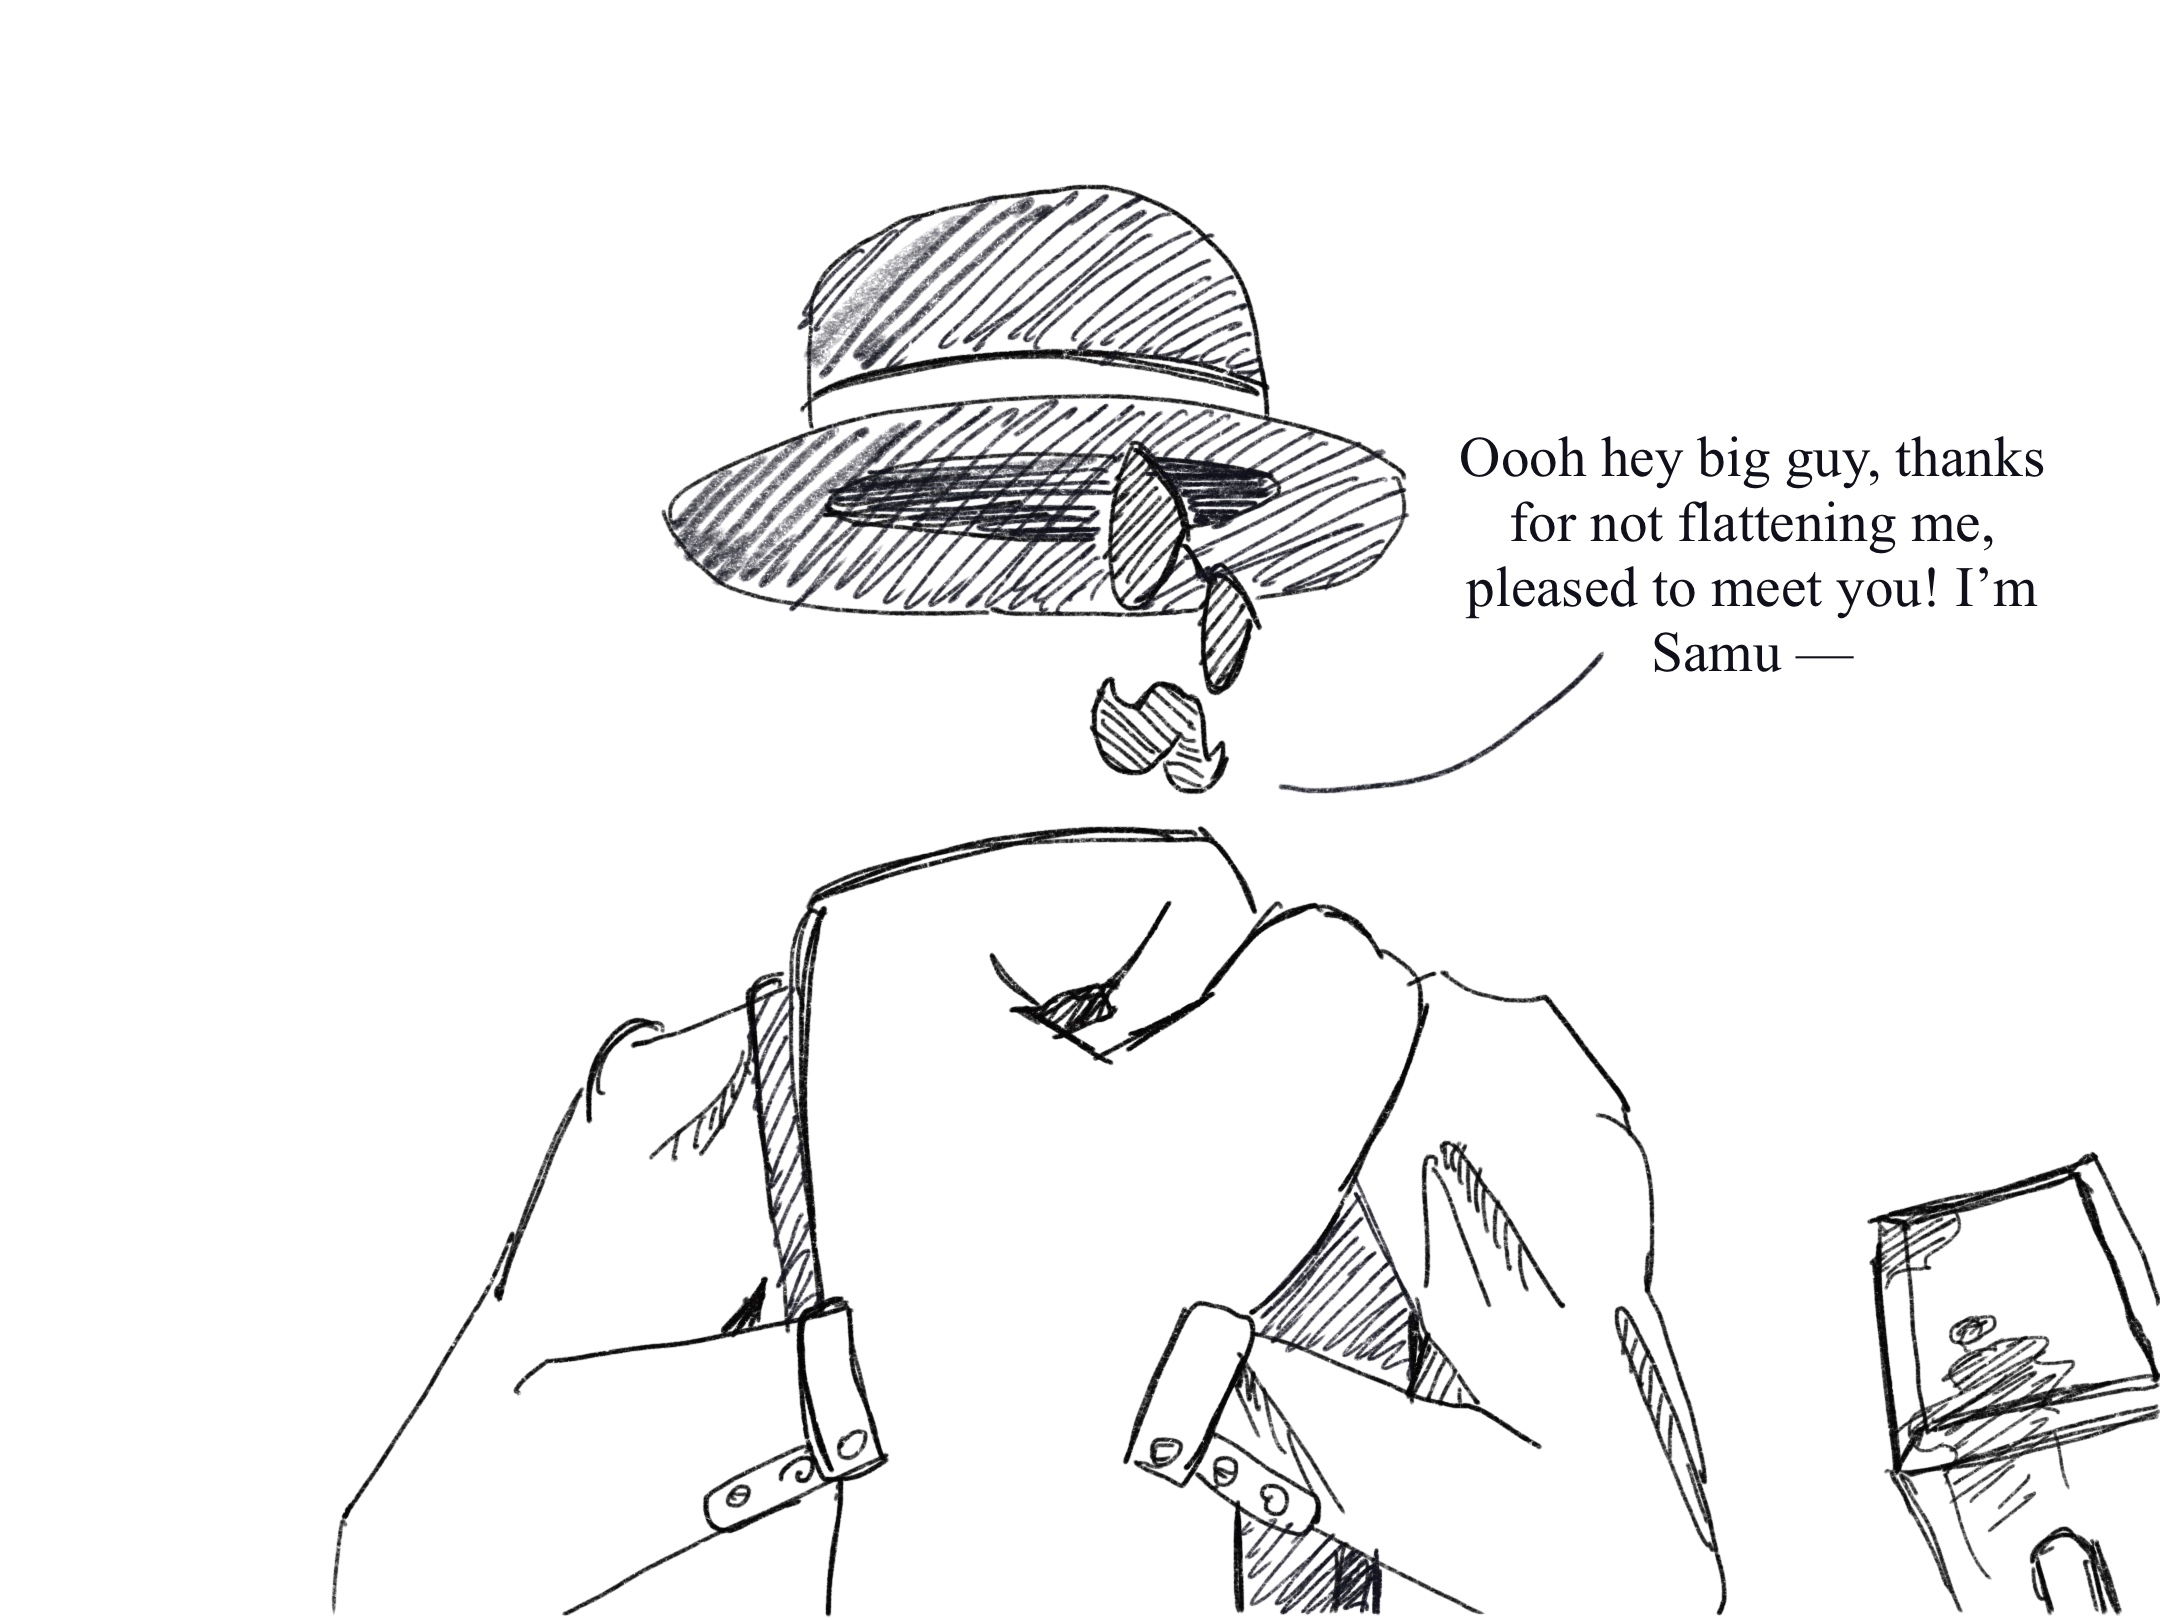 Oooh hey big guy, thanks
for not flattening me,
pleased to meet you! I’m
Samu —